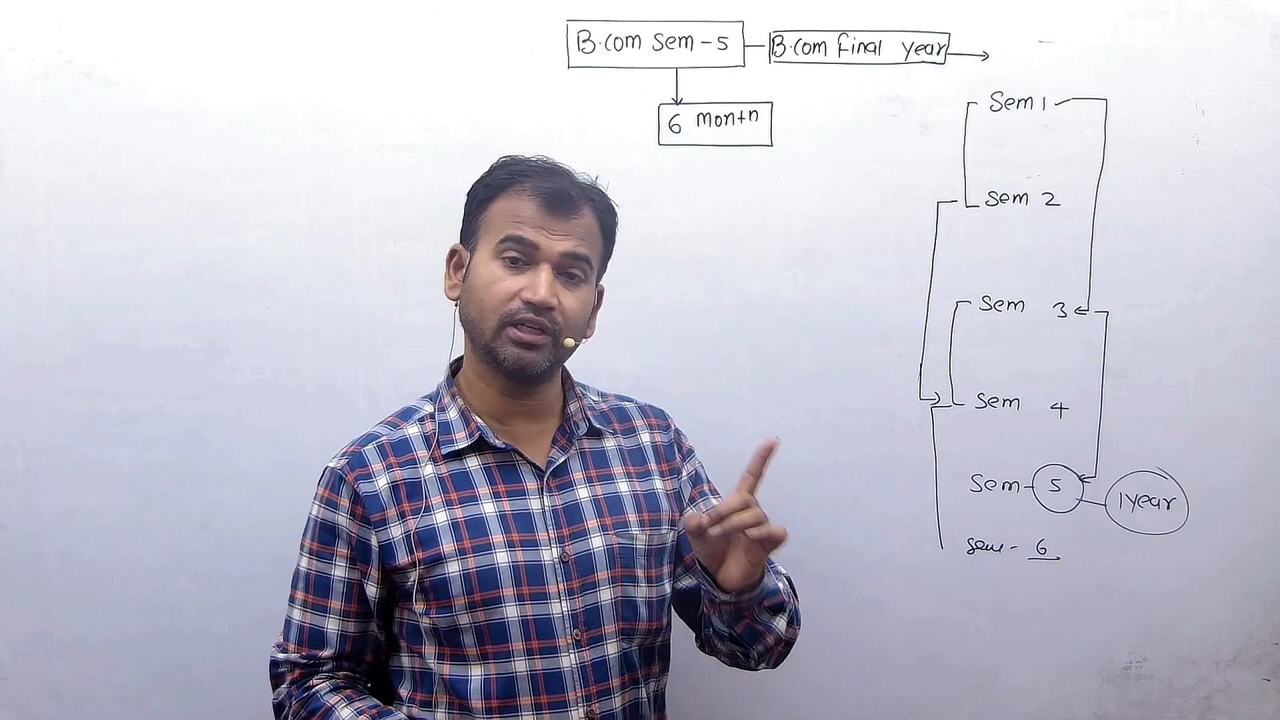 B.com Sem-5
B.com final year
6 month
Sem 1
Sem 2
Sem 3
Sem 4
Sem-5
1year
Sem-6